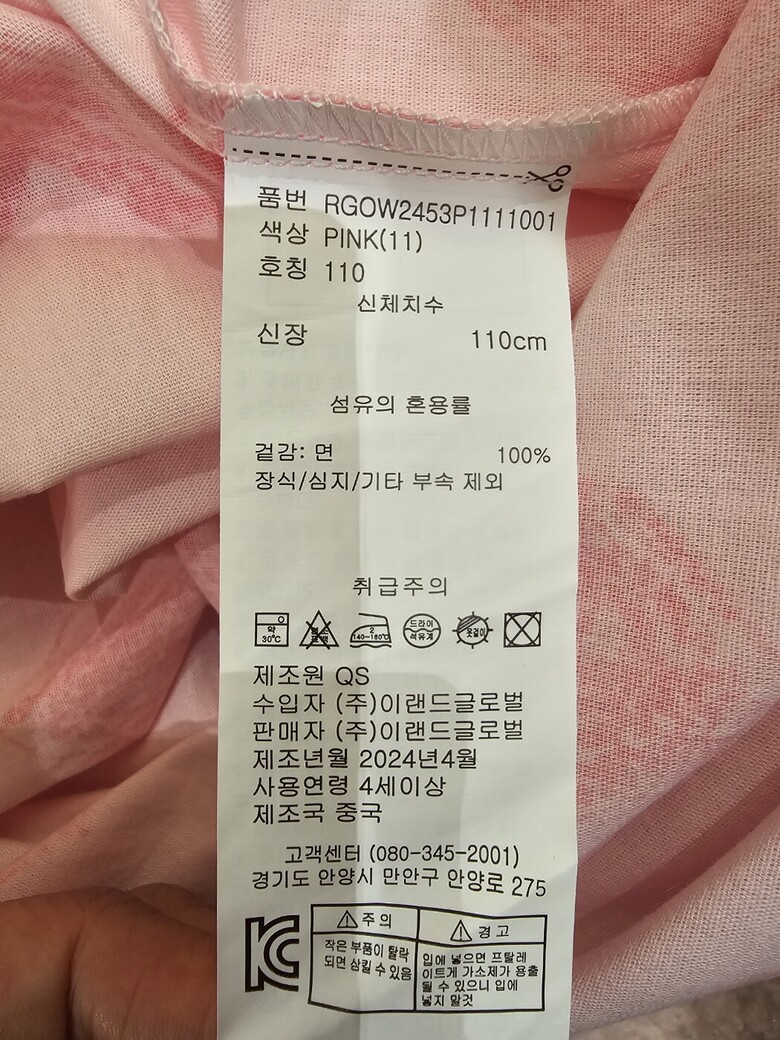 품번 RGOW2453P1111001
색상 PINK(11)
호칭 110
신체치수
신장 110cm
섬유의 혼용률
겉감: 면 100%
장식/심지/기타 부속 제외
취급주의
약 30℃
염소 표백
2 140-160℃
드라이 석유계
옷걸이
제조원 QS
수입자 (주)이랜드글로벌
판매자 (주)이랜드글로벌
제조년월 2024년4월
사용연령 4세이상
제조국 중국
고객센터 (080-345-2001)
경기도 안양시 만안구 안양로 275
주의
작은 부품이 탈락
되면 삼킬 수 있음
경고
입에 넣으면 프탈레
이트계 가소제가 용출
될 수 있으니 입에
넣지 말것